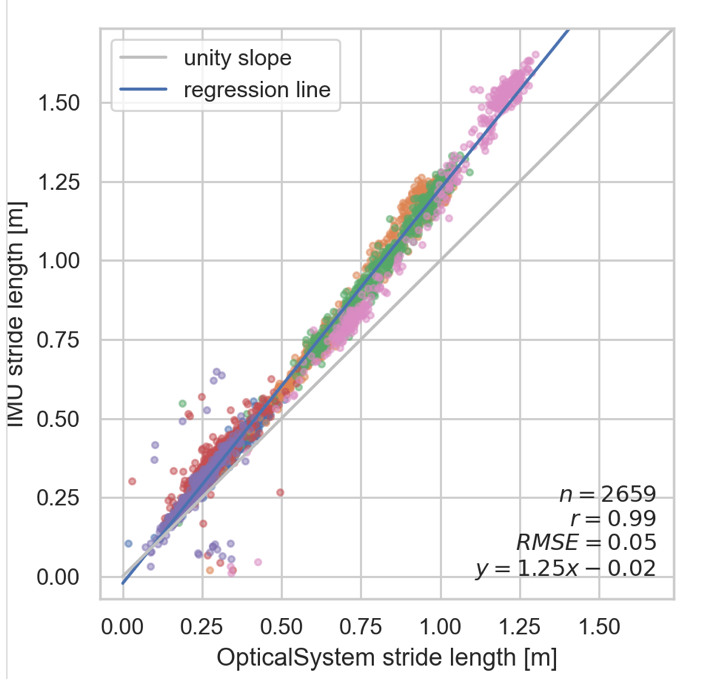 unity slope
regression line
IMU stride length [m]
1.50
1.25
1.00
0.75
0.50
0.25
0.00
n = 2659
r = 0.99
RMSE = 0.05
y = 1.25x − 0.02
0.00 0.25 0.50 0.75 1.00 1.25 1.50
OpticalSystem stride length [m]